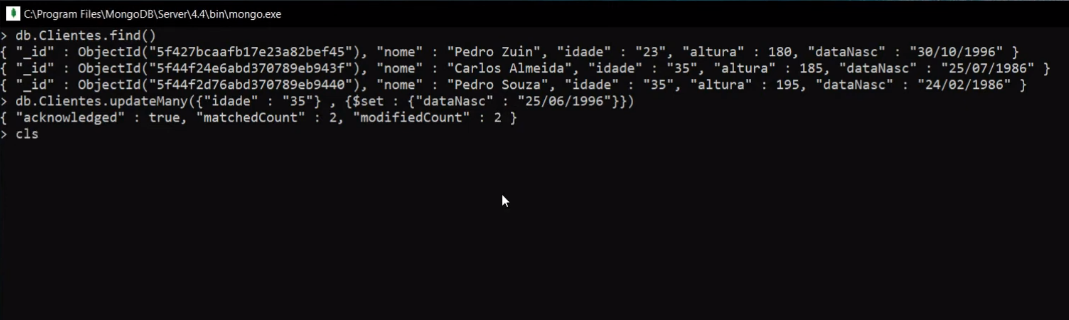 C:\Program Files\MongoDB\Server\4.4\bin\mongo.exe
> db.Clientes.find()
{ "_id" : ObjectId("5f427bcaafb17e23a82bef45"), "nome" : "Pedro Zuin", "idade" : "23", "altura" : 180, "dataNasc" : "30/10/1996" }
{ "_id" : ObjectId("5f44f24e6abd370789eb943f"), "nome" : "Carlos Almeida", "idade" : "35", "altura" : 185, "dataNasc" : "25/07/1986" }
{ "_id" : ObjectId("5f44f2d76abd370789eb9440"), "nome" : "Pedro Souza", "idade" : "35", "altura" : 195, "dataNasc" : "24/02/1986" }
> db.Clientes.updateMany({"idade" : "35"} , {$set : {"dataNasc" : "25/06/1996"}})
{ "acknowledged" : true, "matchedCount" : 2, "modifiedCount" : 2 }
> cls